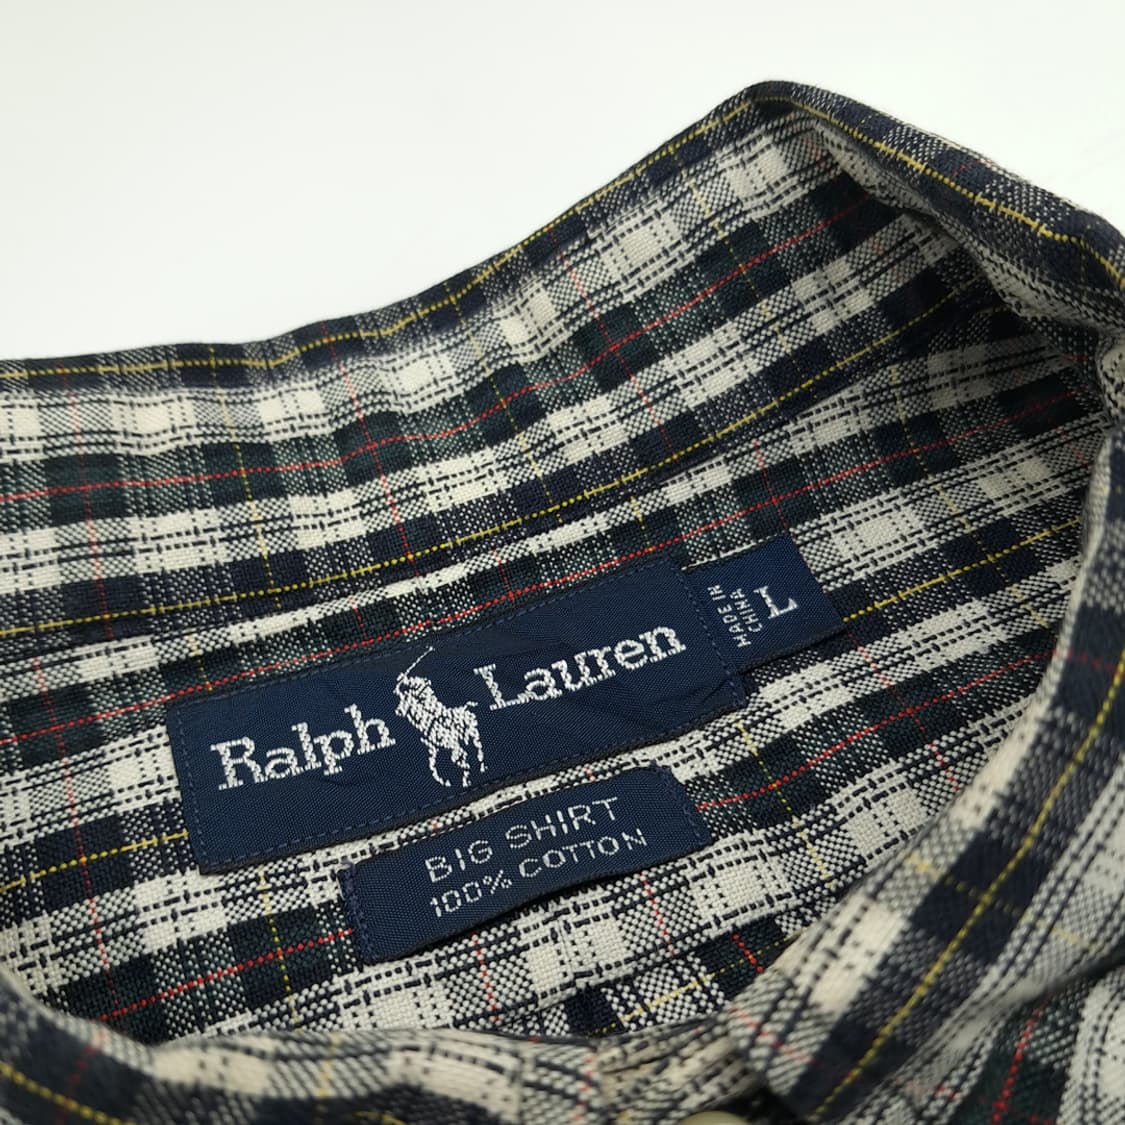 Ralph Lauren
MADE IN
CHINA
L
BIG SHIRT
100% COTTON